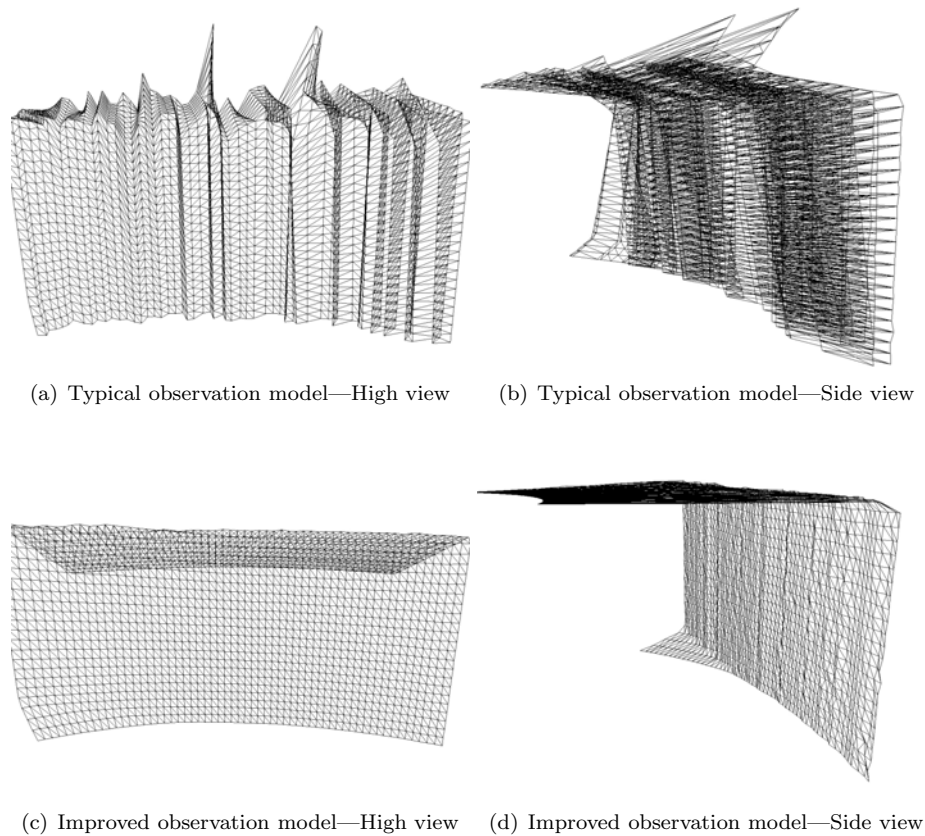 (a) Typical observation model—High view
(b) Typical observation model—Side view
(c) Improved observation model—High view
(d) Improved observation model—Side view